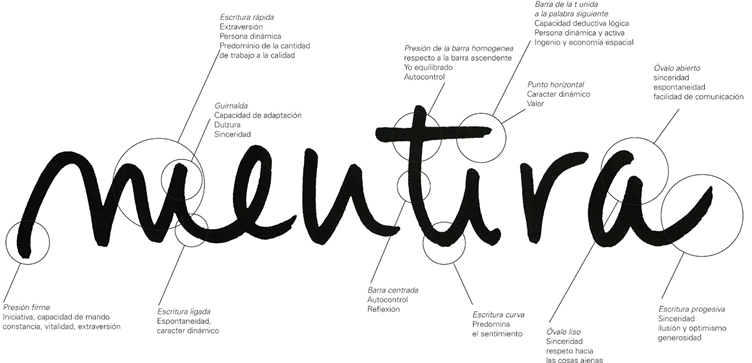 Escritura rápida
Extraversión
Persona dinámica
Predominio de la cantidad
de trabajo a la calidad
Guirnalda
Capacidad de adaptación
Dulzura
Sinceridad
Presión de la barra homogenea
respecto a la barra ascendente
Yo equilibrado
Autocontrol
Barra de la t unida
a la palabra siguiente
Capacidad deductiva lógica
Persona dinámica y activa
Ingenio y economía espacial
Punto horizontal
Caracter dinámico
Valor
Óvalo abierto
sinceridad
espontaneidad
facilidad de comunicación
mentira
Presión firme
Iniciativa, capacidad de mando
constancia, vitalidad, extraversión
Escritura ligada
Espontaneidad,
caracter dinámico
Barra centrada
Autocontrol
Reflexión
Escritura curva
Predomina
el sentimiento
Óvalo liso
Sinceridad
respeto hacia
las cosas ajenas
Escritura progesiva
Sinceridad
ilusión y optimismo
generosidad